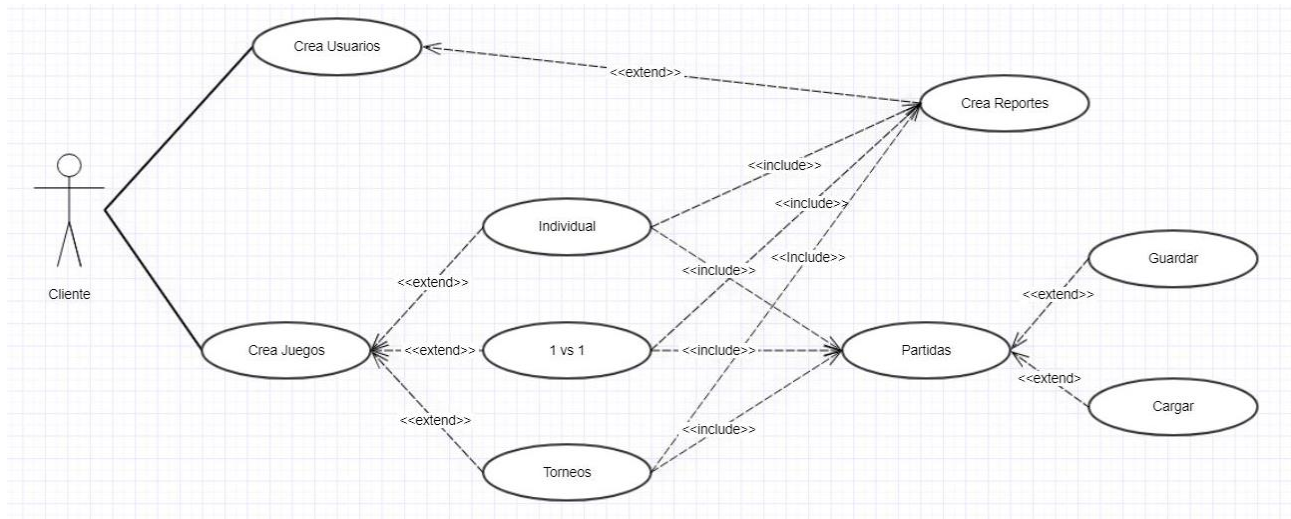 Crea Usuarios
<<extend>>
Crea Reportes
<<include>>
<<include>>
Individual
<<Include>>
Guardar
<<include>>
<<extend>>
<<extend>>
Cliente
Crea Juegos
<<extend>>
1 vs 1
<<include>>
Partidas
<<extend>
Cargar
<<extend>>
<<include>>
Torneos